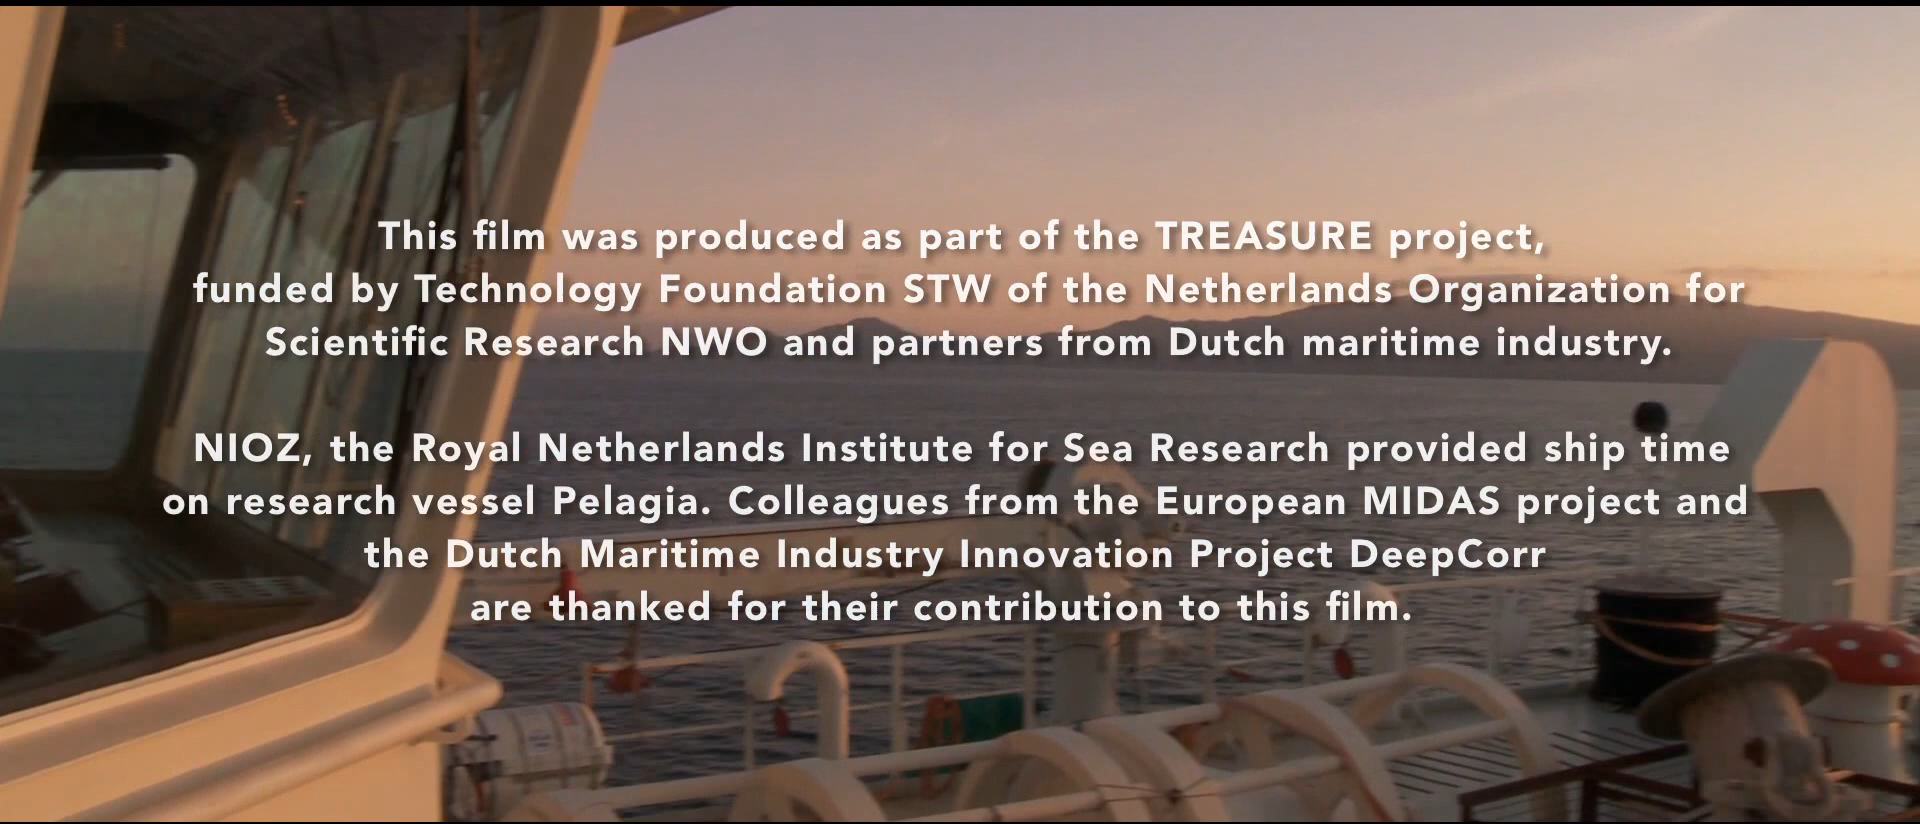 This film was produced as part of the TREASURE project,
funded by Technology Foundation STW of the Netherlands Organization for
Scientific Research NWO and partners from Dutch maritime industry.
NIOZ, the Royal Netherlands Institute for Sea Research provided ship time
on research vessel Pelagia. Colleagues from the European MIDAS project and
the Dutch Maritime Industry Innovation Project DeepCorr
are thanked for their contribution to this film.